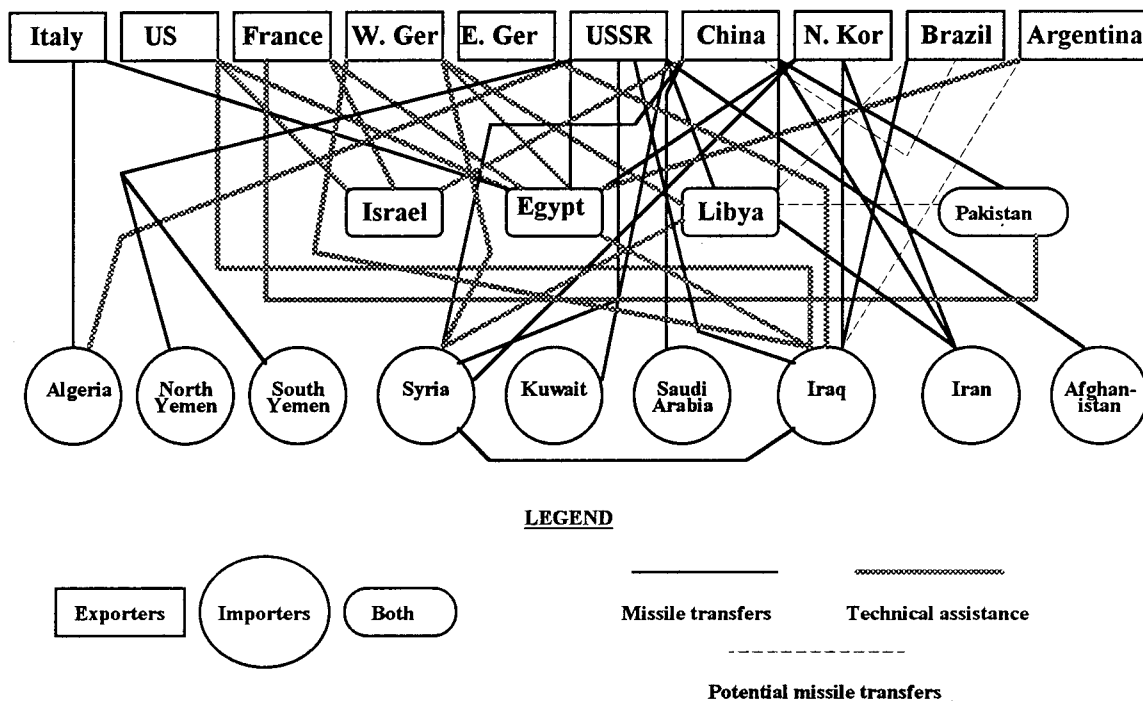 Italy
US
France
W. Ger
E. Ger
USSR
China
N. Kor
Brazil
Argentina
Israel
Egypt
Libya
Pakistan
Algeria
North
Yemen
South
Yemen
Syria
Kuwait
Saudi
Arabia
Iraq
Iran
Afghan-
istan
LEGEND
Exporters
Importers
Both
Missile transfers
Technical assistance
Potential missile transfers